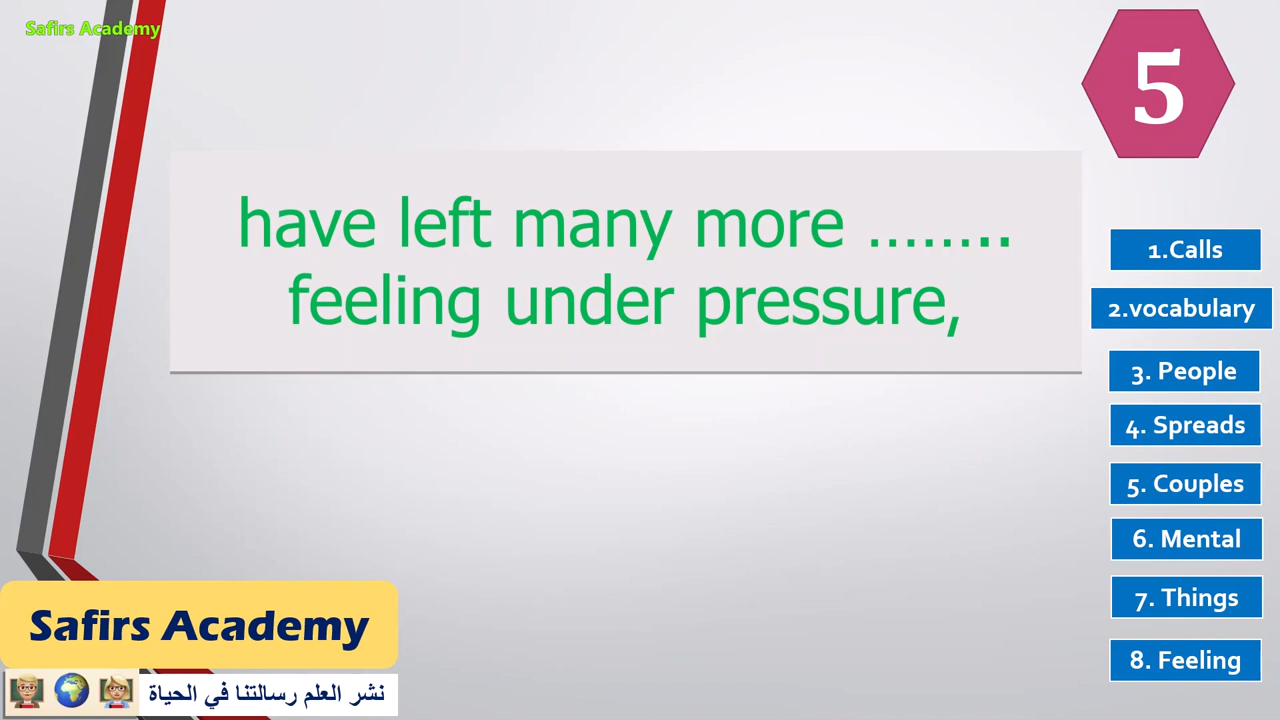 Safirs Academy
5
have left many more ……..
feeling under pressure,
1.Calls
2.vocabulary
3. People
4. Spreads
5. Couples
6. Mental
7. Things
8. Feeling
Safirs Academy
نشر العلم رسالتنا في الحياة